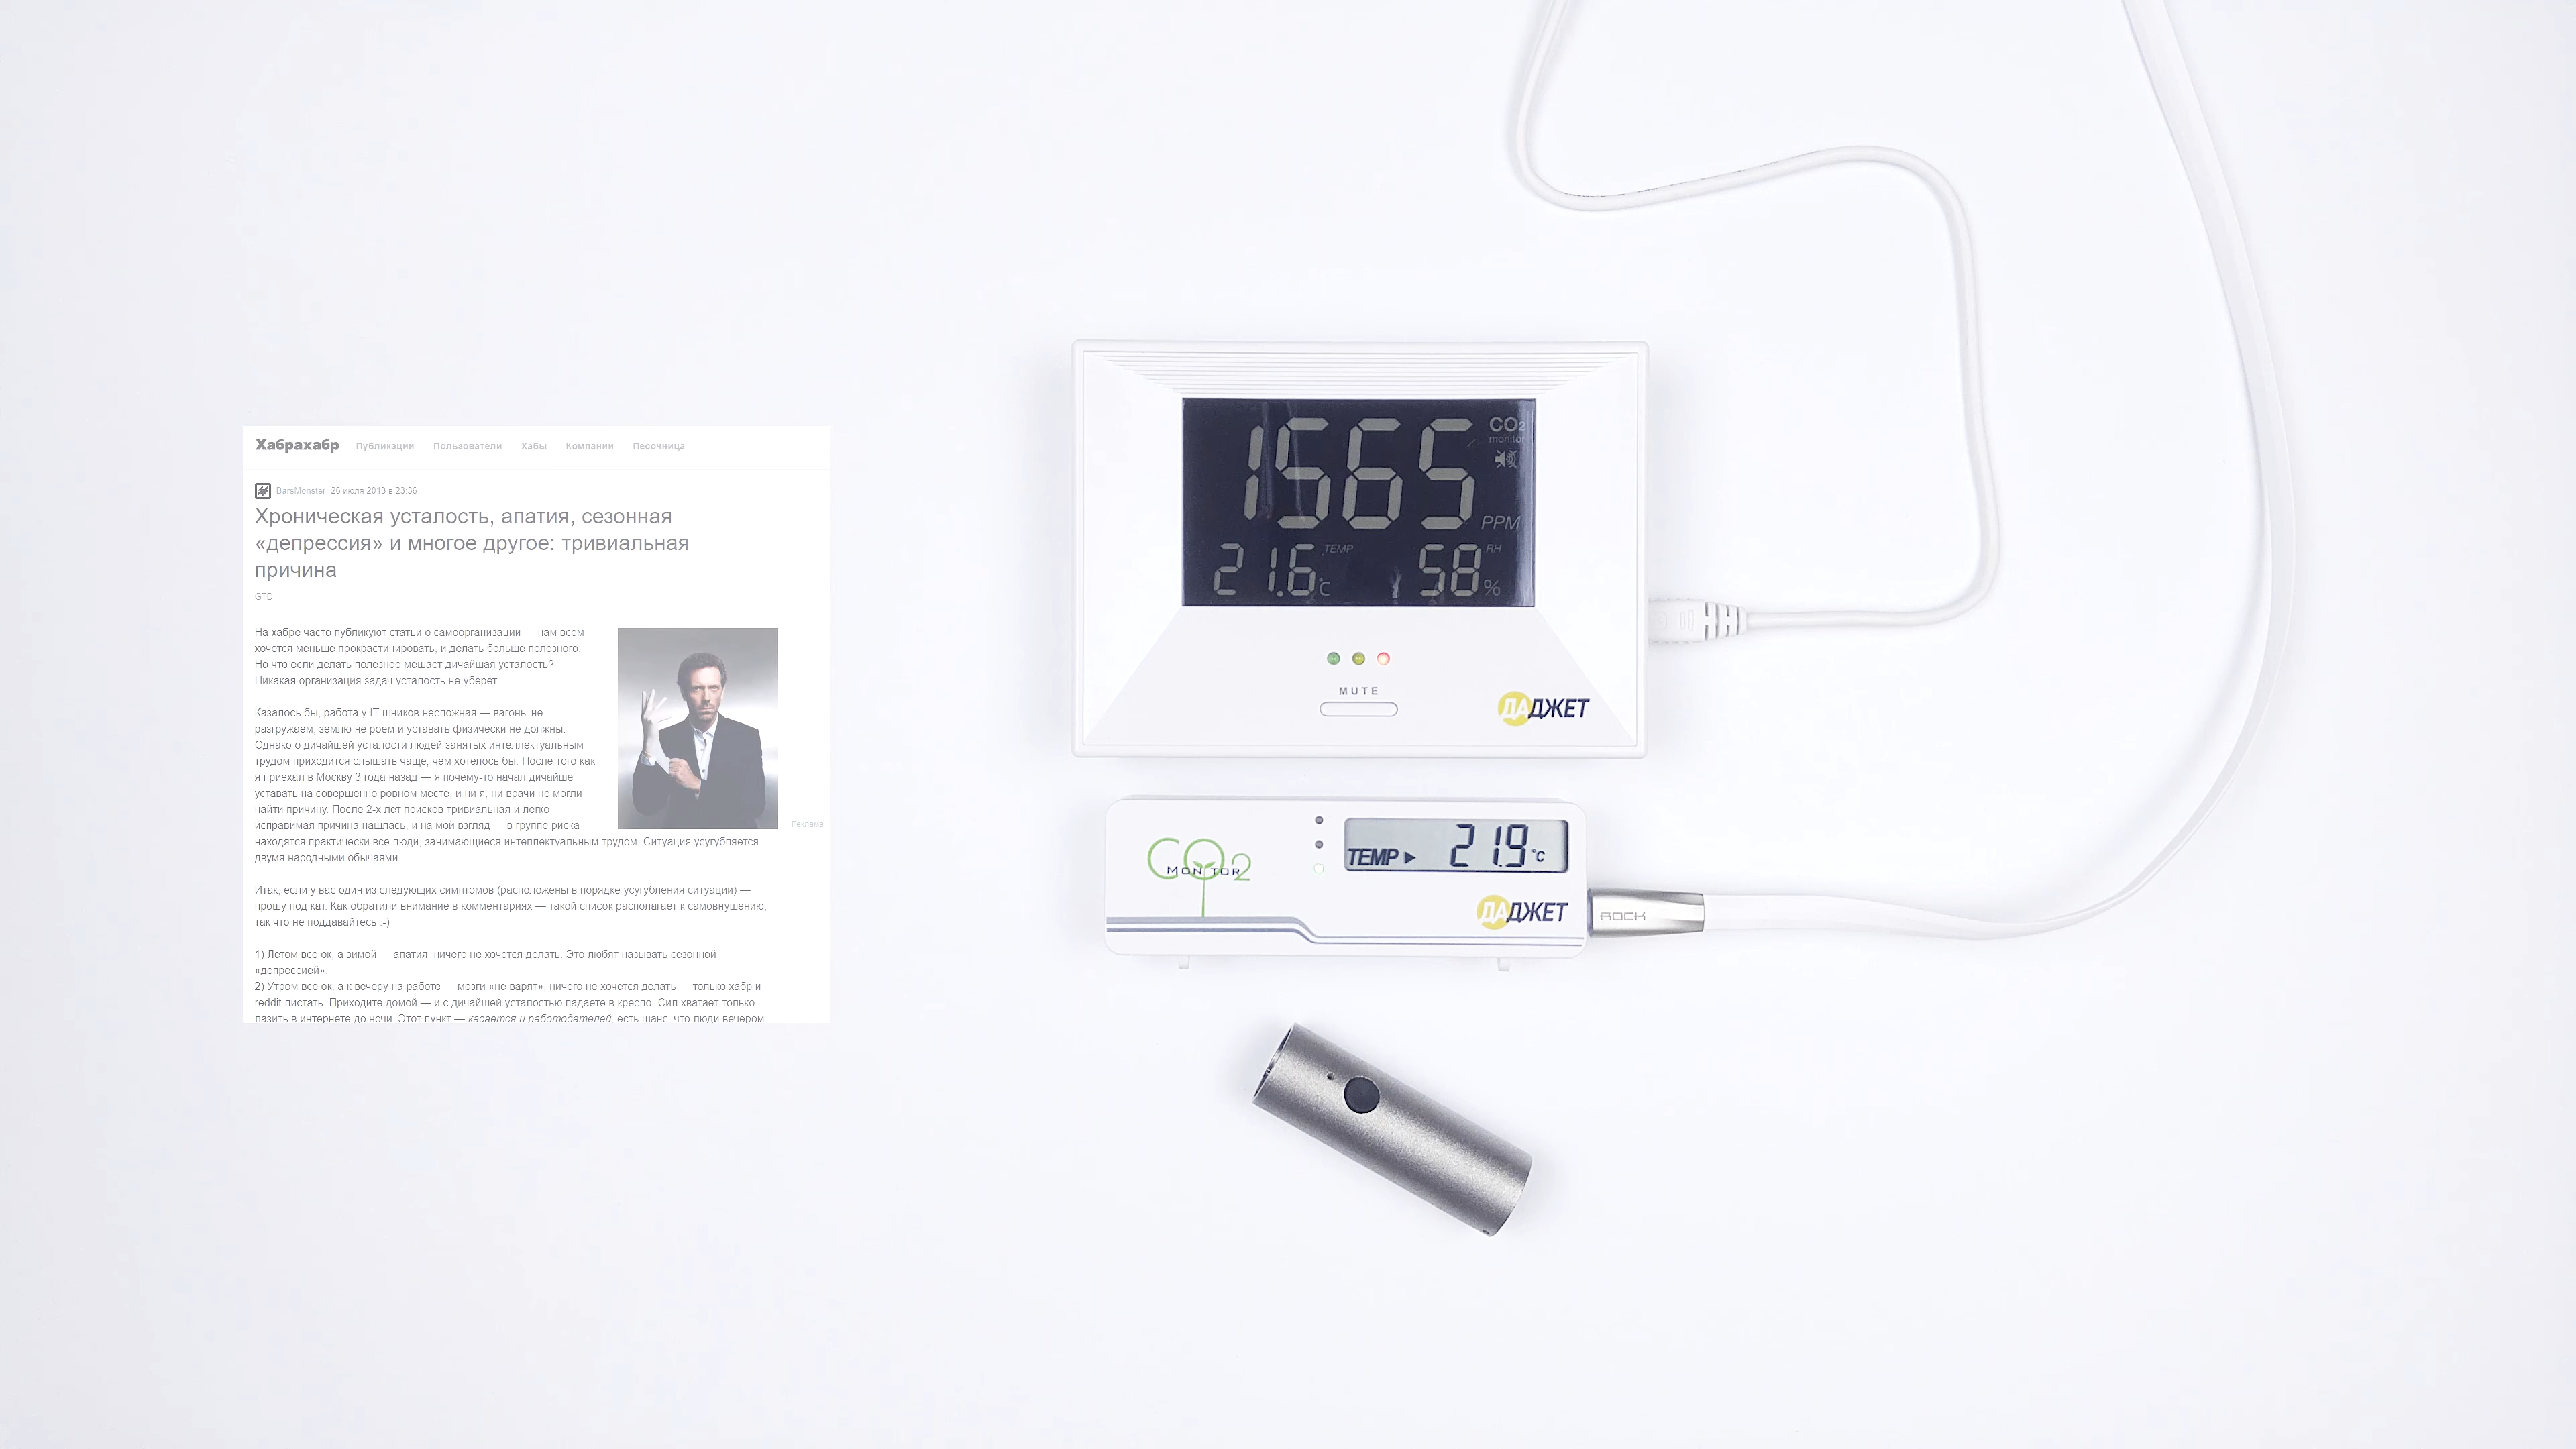 Хабрахабр Публикации Пользователи Хабы Компании Песочница
BarsMonster 26 июля 2013 в 23:36
Хроническая усталость, апатия, сезонная
«депрессия» и многое другое: тривиальная
причина
GTD
На хабре часто публикуют статьи о самоорганизации — нам всем
хочется меньше прокрастинировать, и делать больше полезного.
Но что если делать полезное мешает дичайшая усталость?
Никакая организация задач усталость не уберет.
Казалось бы, работа у IT-шников несложная — вагоны не
разгружаем, землю не роем и уставать физически не должны.
Однако о дичайшей усталости людей занятых интеллектуальным
трудом приходится слышать чаще, чем хотелось бы. После того как
я приехал в Москву 3 года назад — я почему-то начал дичайше
уставать на совершенно ровном месте, и ни я, ни врачи не могли
найти причину. После 2-х лет поисков тривиальная и легко
исправимая причина нашлась, и на мой взгляд — в группе риска
находятся практически все люди, занимающиеся интеллектуальным трудом. Ситуация усугубляется
двумя народными обычаями.
Реклама
Итак, если у вас один из следующих симптомов (расположены в порядке усугубления ситуации) —
прошу под кат. Как обратили внимание в комментариях — такой список располагает к самовнушению,
так что не поддавайтесь :-)
1) Летом все ок, а зимой — апатия, ничего не хочется делать. Это любят называть сезонной
«депрессией».
2) Утром все ок, а к вечеру на работе — мозги «не варят», ничего не хочется делать — только хабр и
reddit листать. Приходите домой — и с дичайшей усталостью падаете в кресло. Сил хватает только
лазить в интернете до ночи. Этот пункт — касается и работодателей, есть шанс, что люди вечером
1565 PPM
CO2
monitor
21.6 °C TEMP 58 % RH
MUTE
ДАДЖЕТ
CO2
MONITOR
TEMP 21.9 °C
ДАДЖЕТ
ROCK